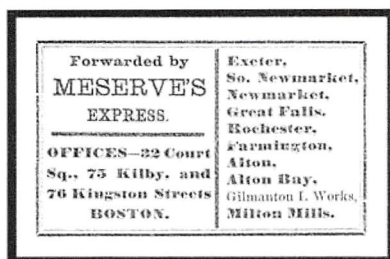 Forwarded by
MESERVE'S
EXPRESS.
OFFICES—32 Court
Sq., 75 Kilby, and
76 Kingston Streets
BOSTON.
Exeter,
So. Newmarket,
Newmarket,
Great Falls,
Rochester,
Farmington,
Alton,
Alton Bay,
Gilmanton I. Works,
Milton Mills.